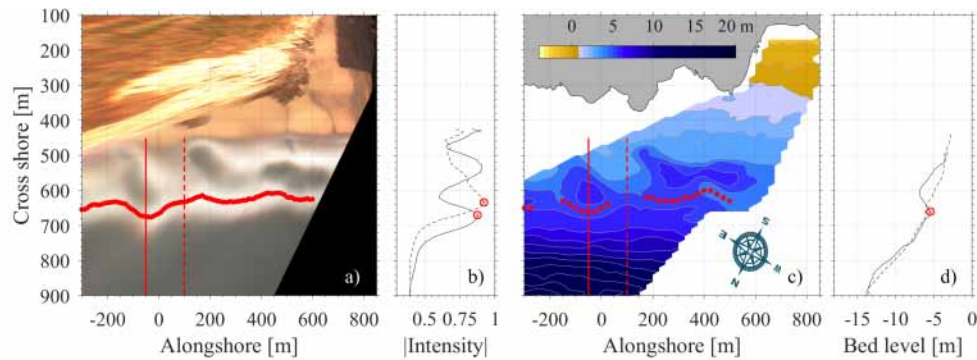 0 5 10 15 20 m
100
200
300
400
500
600
700
800
900
Cross shore [m]
a)
b)
c)
d)
S
E
W
N
-200 0 200 400 600 800
0.5 0.75 1
-200 0 200 400 600 800
-15 -10 -5 0
Alongshore [m]
|Intensity|
Alongshore [m]
Bed level [m]